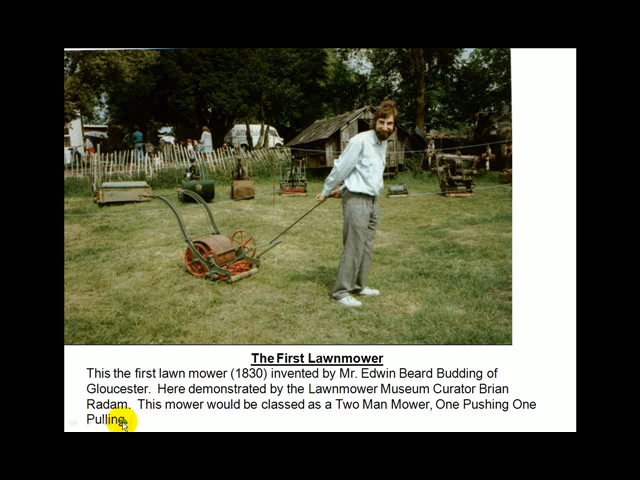 The First Lawnmower
This the first lawn mower (1830) invented by Mr. Edwin Beard Budding of
Gloucester. Here demonstrated by the Lawnmower Museum Curator Brian
Radam. This mower would be classed as a Two Man Mower, One Pushing One
Pulling.